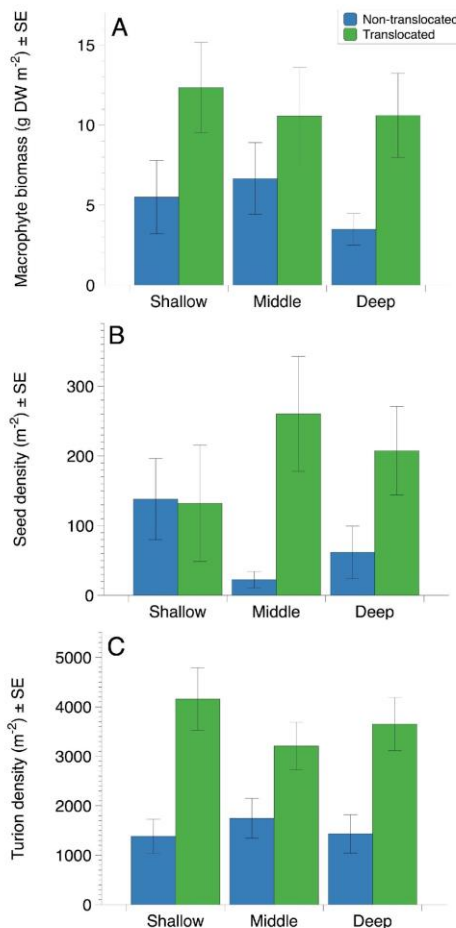 A
Non-translocated
Translocated
Macrophyte biomass (g DW m⁻²) ± SE
15
10
5
0
Shallow Middle Deep
B
Seed density (m⁻²) ± SE
300
200
100
0
Shallow Middle Deep
C
Turion density (m⁻²) ± SE
5000
4000
3000
2000
1000
0
Shallow Middle Deep